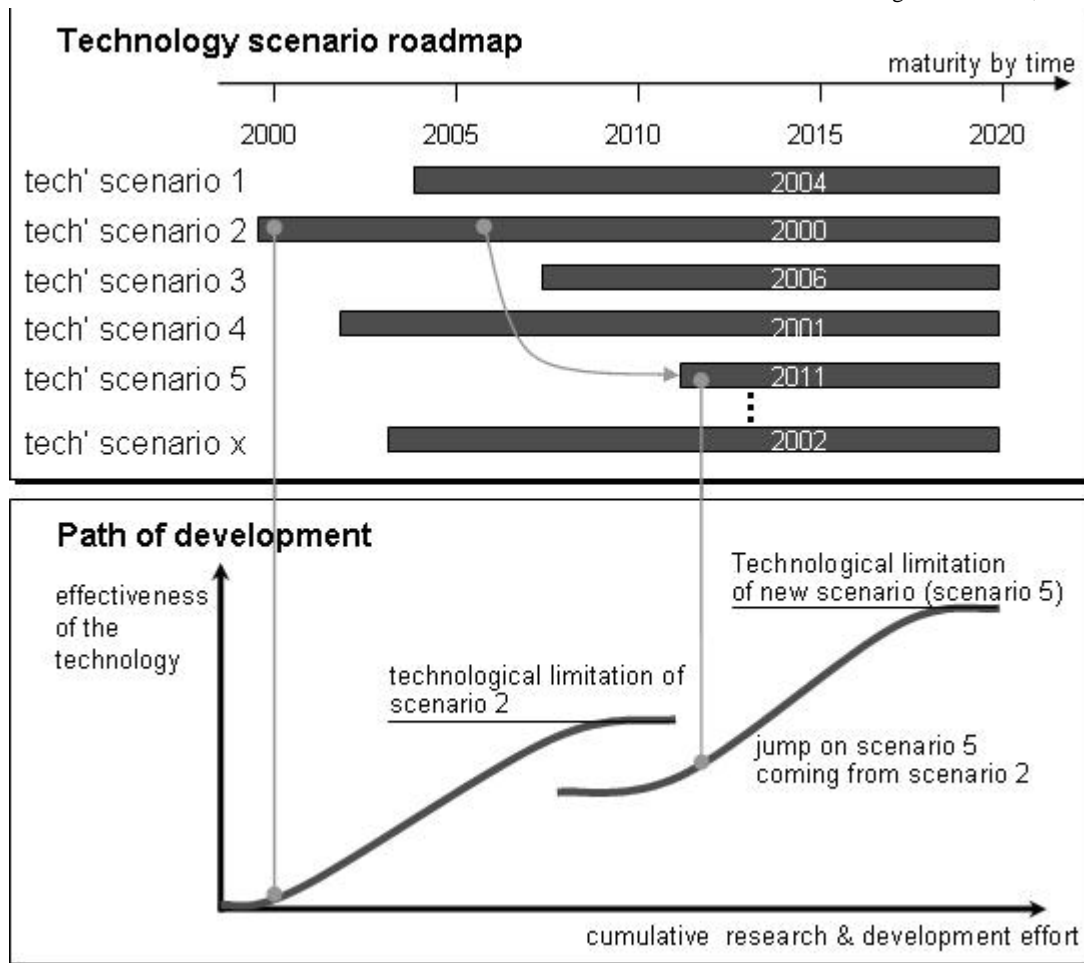 Technology scenario roadmap
maturity by time
2000 2005 2010 2015 2020
tech' scenario 1 2004
tech' scenario 2 2000
tech' scenario 3 2006
tech' scenario 4 2001
tech' scenario 5 2011
tech' scenario x 2002
Path of development
effectiveness
of the
technology
technological limitation of
scenario 2
Technological limitation
of new scenario (scenario 5)
jump on scenario 5
coming from scenario 2
cumulative research & development effort